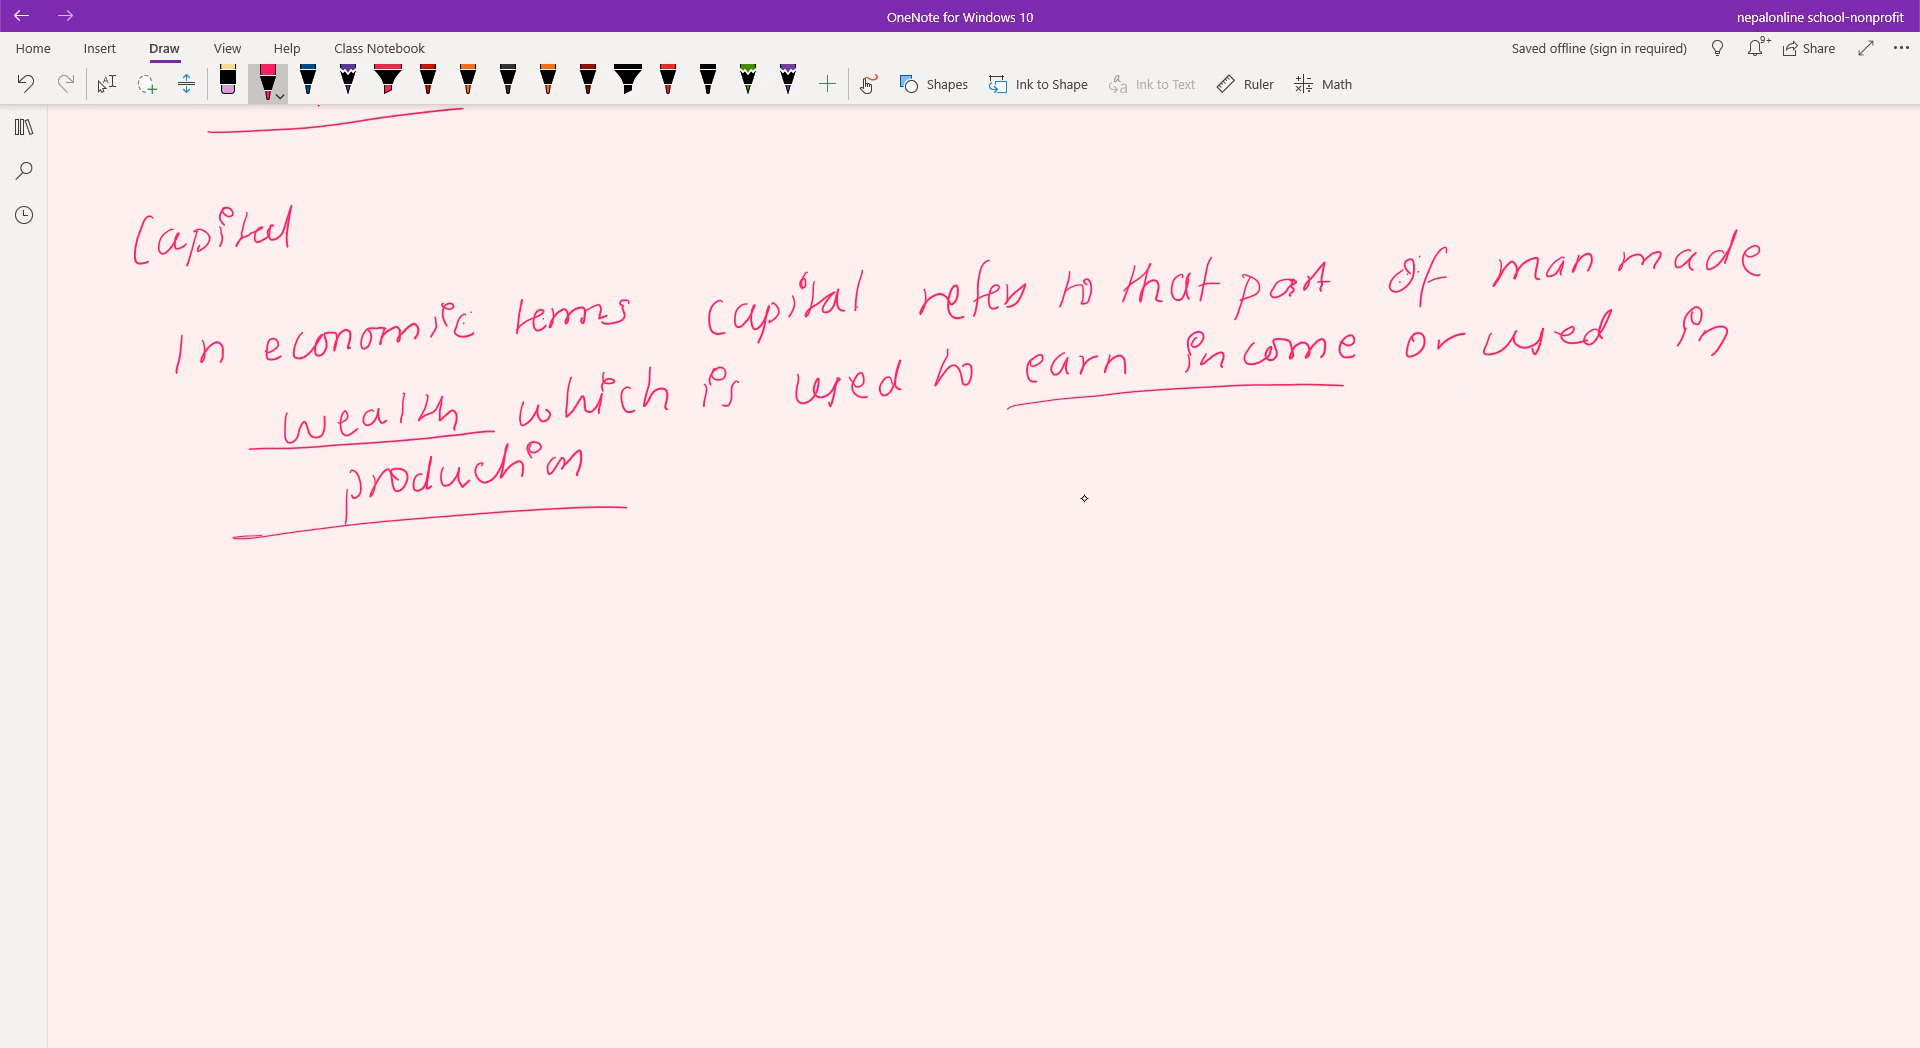 OneNote for Windows 10
nepalonline school-nonprofit
Home Insert Draw View Help Class Notebook
Saved offline (sign in required) 9+ Share
Shapes Ink to Shape Ink to Text Ruler Math
Capital
In economic terms capital refers to that part of man made
wealth which is used to earn income or used in
production